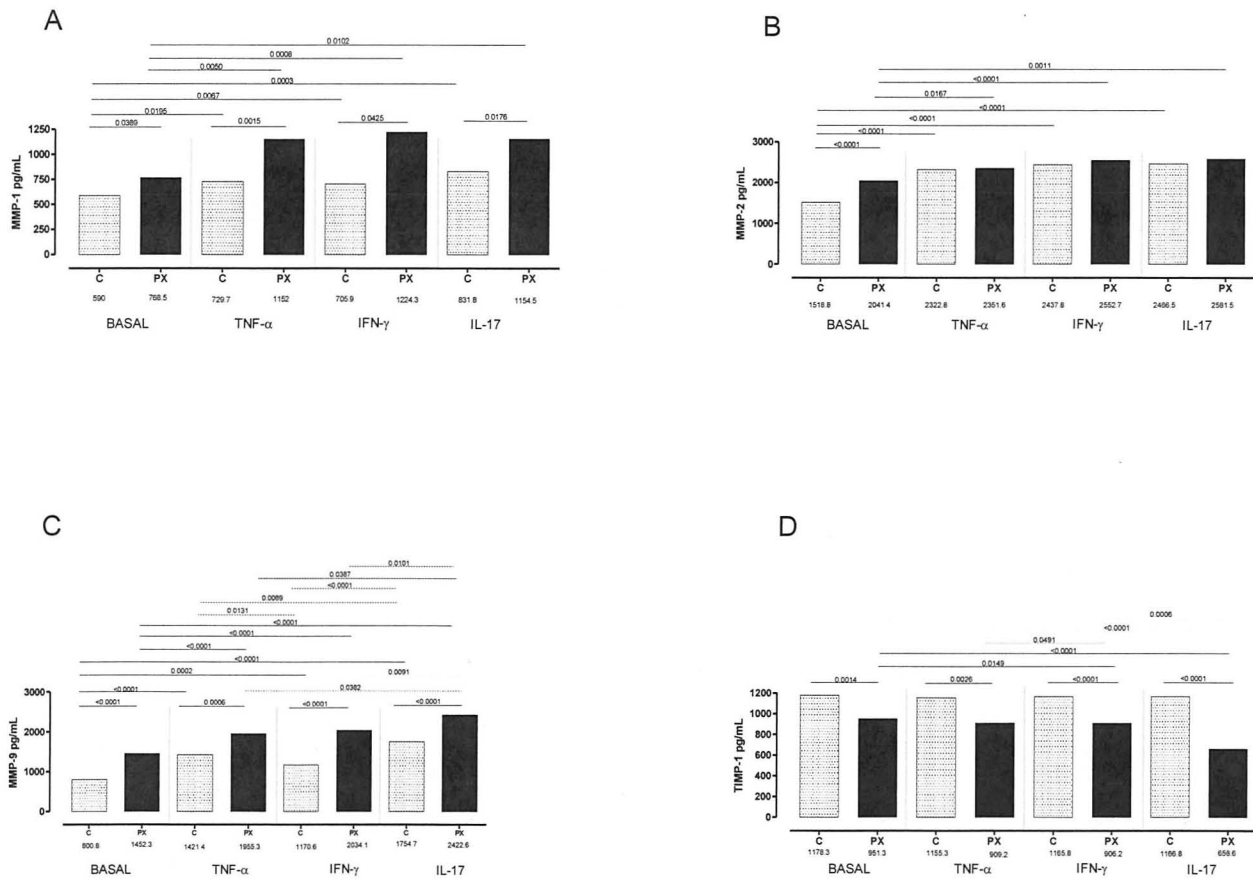 A
0.0102
0.0008
0.0050
0.0003
0.0067
0.0195
0.0389
0.0015
0.0425
0.0176
MMP-1 pg/mL
1250
1000
750
500
250
0
C PX C PX C PX C PX
590 768.5 729.7 1152 705.9 1224.3 831.8 1154.5
BASAL TNF-α IFN-γ IL-17
B
0.0011
<0.0001
0.0167
<0.0001
<0.0001
<0.0001
<0.0001
MMP-2 pg/mL
3000
2000
1000
0
C PX C PX C PX C PX
1518.8 2041.4 2322.8 2351.6 2437.8 2552.7 2486.5 2581.5
BASAL TNF-α IFN-γ IL-17
C
0.0101
0.0387
<0.0001
0.0089
0.0131
<0.0001
<0.0001
<0.0001
<0.0001
0.0002 0.0091
<0.0001 0.0382
<0.0001 0.0006 <0.0001 <0.0001
MMP-9 pg/mL
3000
2000
1000
0
C PX C PX C PX C PX
800.8 1452.3 1421.4 1955.3 1170.6 2034.1 1754.7 2422.6
BASAL TNF-α IFN-γ IL-17
D
0.0006
<0.0001
0.0491
<0.0001
0.0149
0.0014 0.0026 <0.0001 <0.0001
TIMP-1 pg/mL
1200
1000
800
600
400
200
0
C PX C PX C PX C PX
1178.3 951.3 1155.3 909.2 1165.8 906.2 1166.8 658.6
BASAL TNF-α IFN-γ IL-17